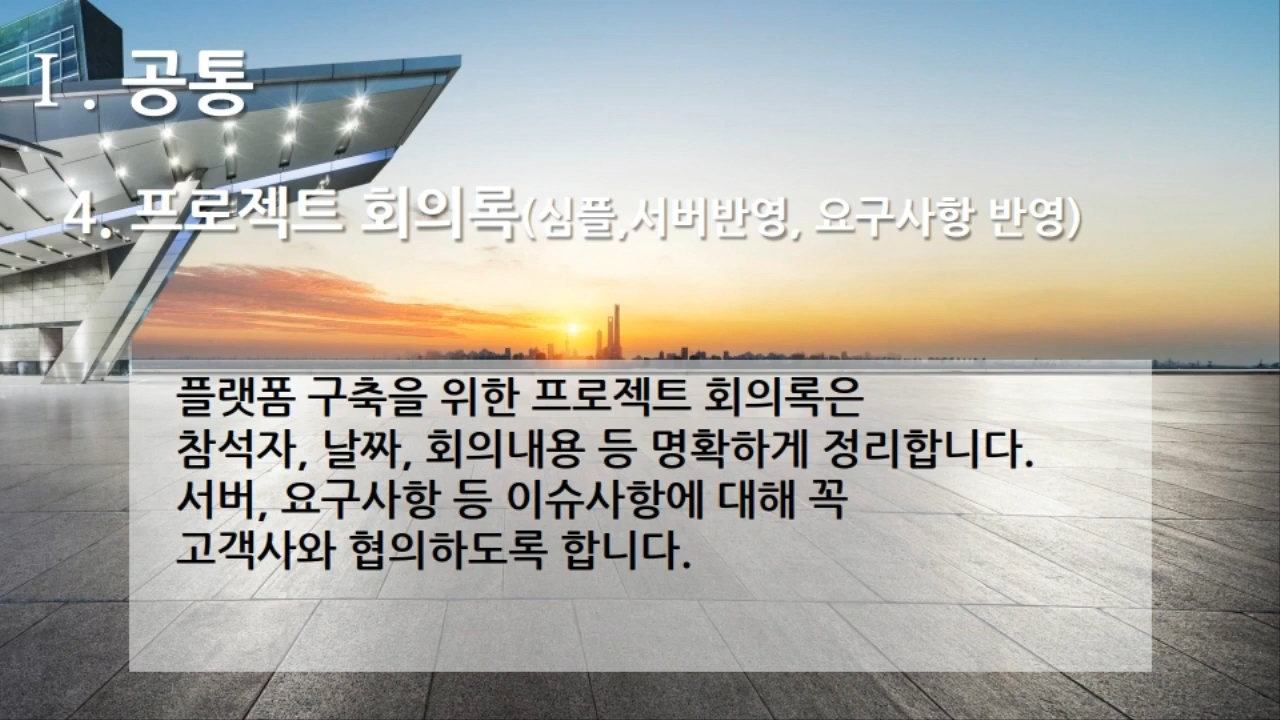 Ⅰ. 공통
4. 프로젝트 회의록(심플,서버반영, 요구사항 반영)
플랫폼 구축을 위한 프로젝트 회의록은
참석자, 날짜, 회의내용 등 명확하게 정리합니다.
서버, 요구사항 등 이슈사항에 대해 꼭
고객사와 협의하도록 합니다.